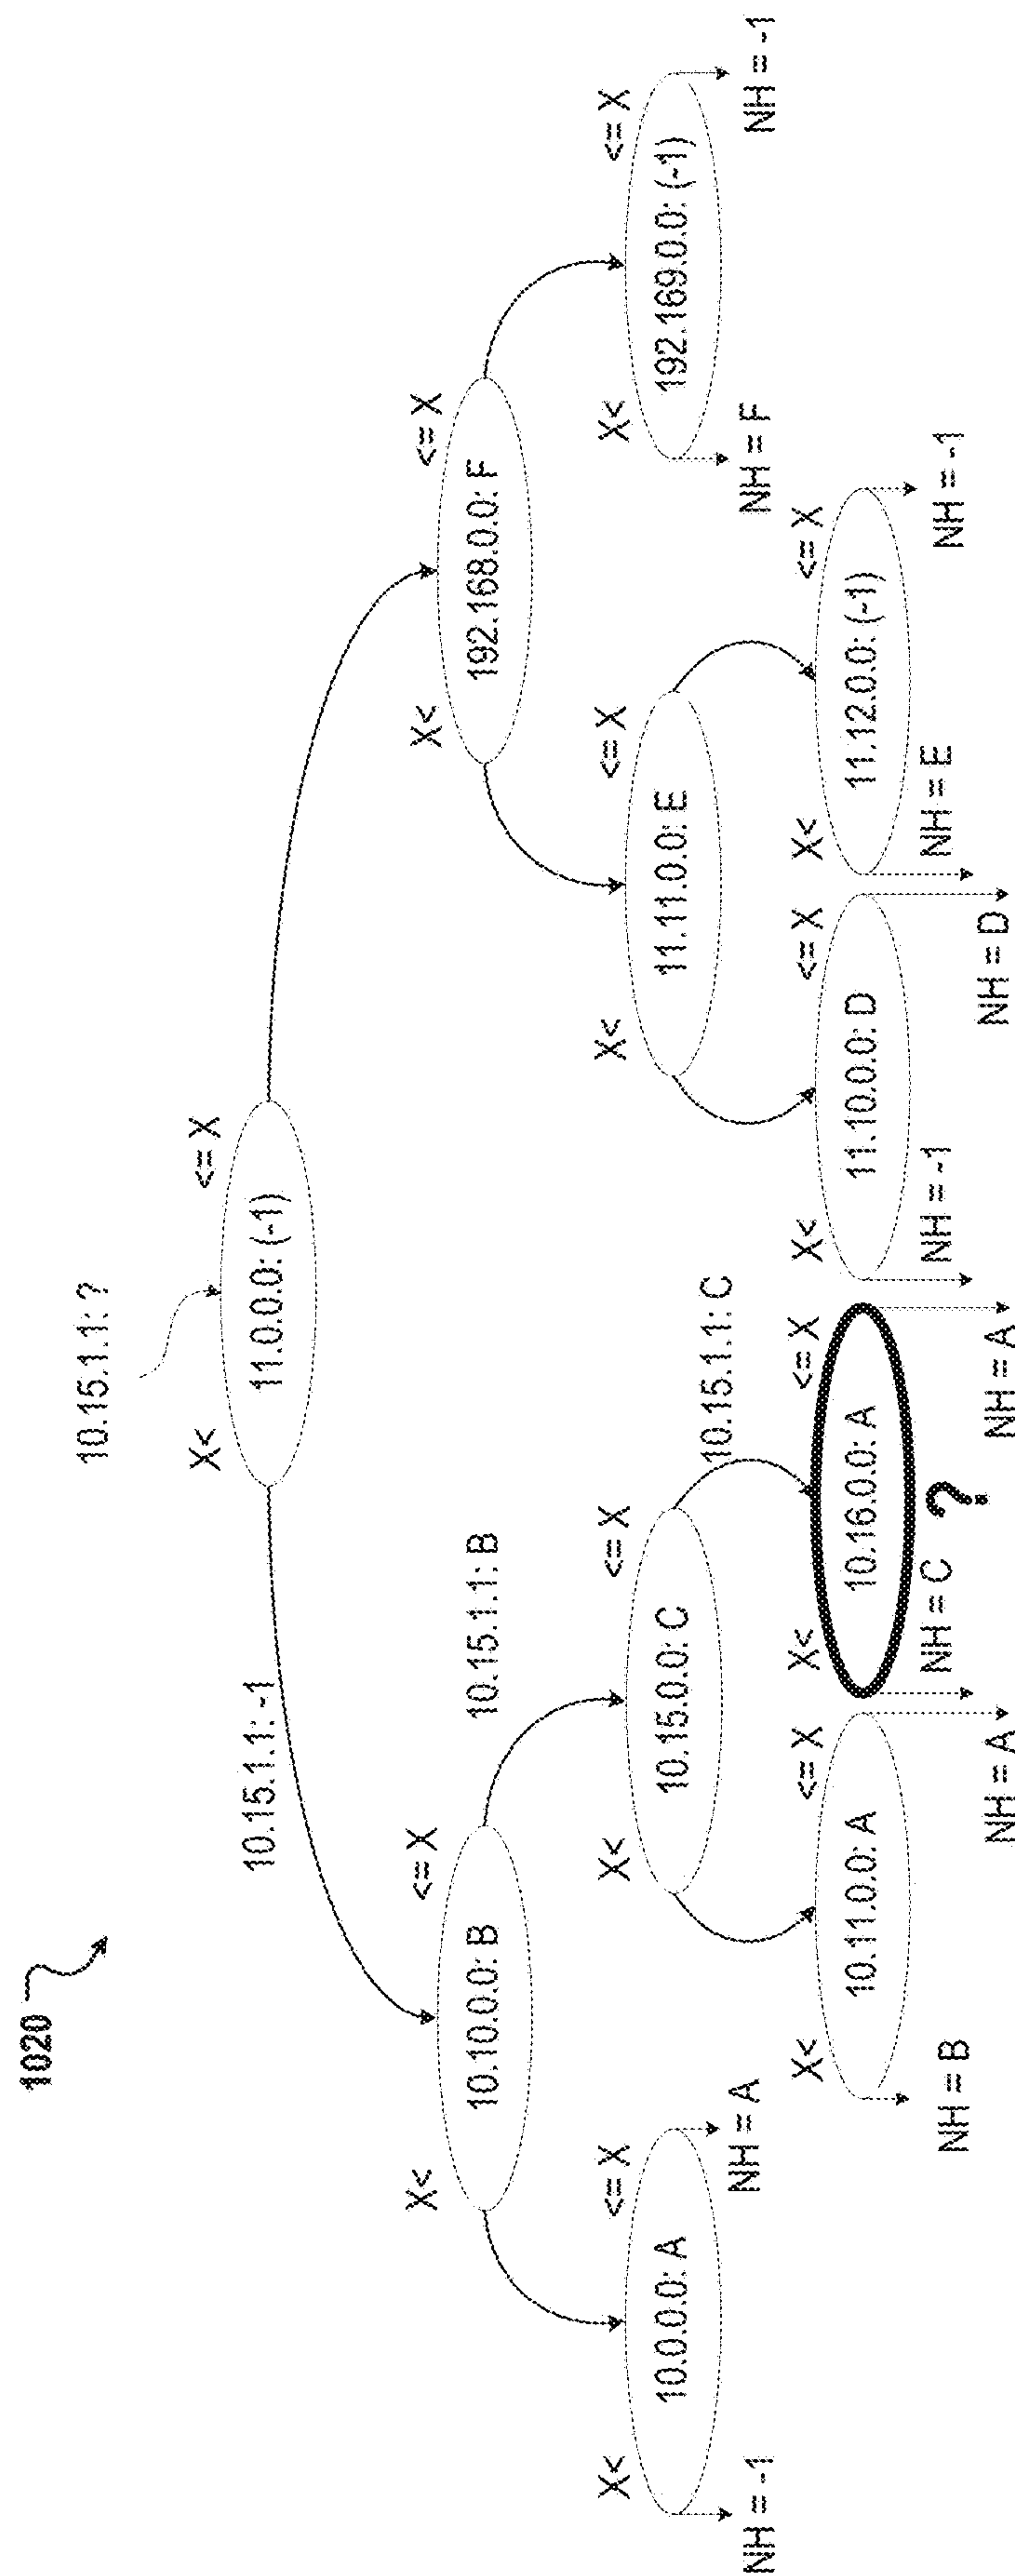 1020
10.15.1.1: ?
X<
<= X
11.0.0.0: (-1)
10.15.1.1: -1
X<
<= X
10.10.0.0: B
10.15.1.1: B
X<
<= X
192.168.0.0: F
X<
<= X
10.0.0.0: A
NH = -1
NH = A
X<
<= X
10.15.0.0: C
10.15.1.1: C
X<
<= X
11.11.0.0: E
X<
<= X
192.169.0.0: (-1)
NH = F
NH = -1
X<
<= X
10.11.0.0: A
NH = B
NH = A
X<
<= X
10.16.0.0: A
NH = C
?
NH = A
X<
<= X
11.10.0.0: D
NH = -1
NH = D
X<
<= X
11.12.0.0: (-1)
NH = E
NH = -1